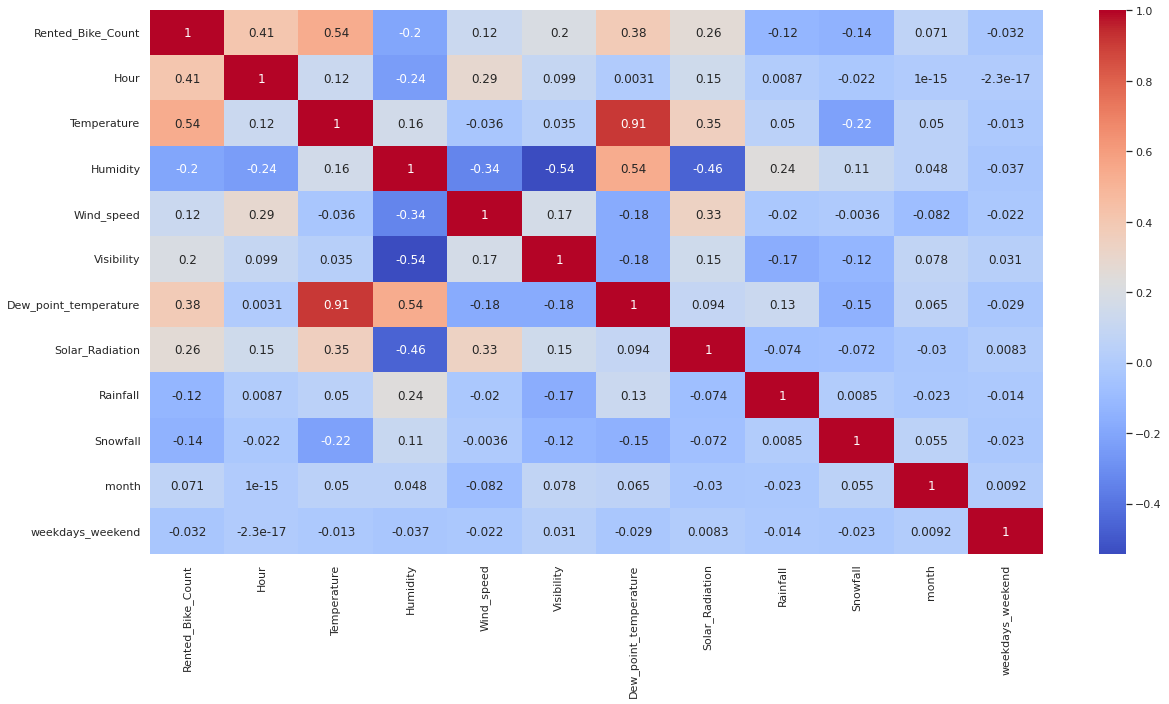 Rented_Bike_Count 1 0.41 0.54 -0.2 0.12 0.2 0.38 0.26 -0.12 -0.14 0.071 -0.032
Hour 0.41 1 0.12 -0.24 0.29 0.099 0.0031 0.15 0.0087 -0.022 1e-15 -2.3e-17
Temperature 0.54 0.12 1 0.16 -0.036 0.035 0.91 0.35 0.05 -0.22 0.05 -0.013
Humidity -0.2 -0.24 0.16 1 -0.34 -0.54 0.54 -0.46 0.24 0.11 0.048 -0.037
Wind_speed 0.12 0.29 -0.036 -0.34 1 0.17 -0.18 0.33 -0.02 -0.0036 -0.082 -0.022
Visibility 0.2 0.099 0.035 -0.54 0.17 1 -0.18 0.15 -0.17 -0.12 0.078 0.031
Dew_point_temperature 0.38 0.0031 0.91 0.54 -0.18 -0.18 1 0.094 0.13 -0.15 0.065 -0.029
Solar_Radiation 0.26 0.15 0.35 -0.46 0.33 0.15 0.094 1 -0.074 -0.072 -0.03 0.0083
Rainfall -0.12 0.0087 0.05 0.24 -0.02 -0.17 0.13 -0.074 1 0.0085 -0.023 -0.014
Snowfall -0.14 -0.022 -0.22 0.11 -0.0036 -0.12 -0.15 -0.072 0.0085 1 0.055 -0.023
month 0.071 1e-15 0.05 0.048 -0.082 0.078 0.065 -0.03 -0.023 0.055 1 0.0092
weekdays_weekend -0.032 -2.3e-17 -0.013 -0.037 -0.022 0.031 -0.029 0.0083 -0.014 -0.023 0.0092 1
Rented_Bike_Count
Hour
Temperature
Humidity
Wind_speed
Visibility
Dew_point_temperature
Solar_Radiation
Rainfall
Snowfall
month
weekdays_weekend
1.0
0.8
0.6
0.4
0.2
0.0
−0.2
−0.4